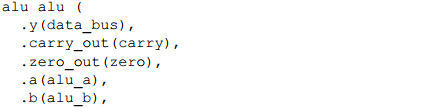 alu alu (
.y(data_bus),
.carry_out(carry),
.zero_out(zero),
.a(alu_a),
.b(alu_b),